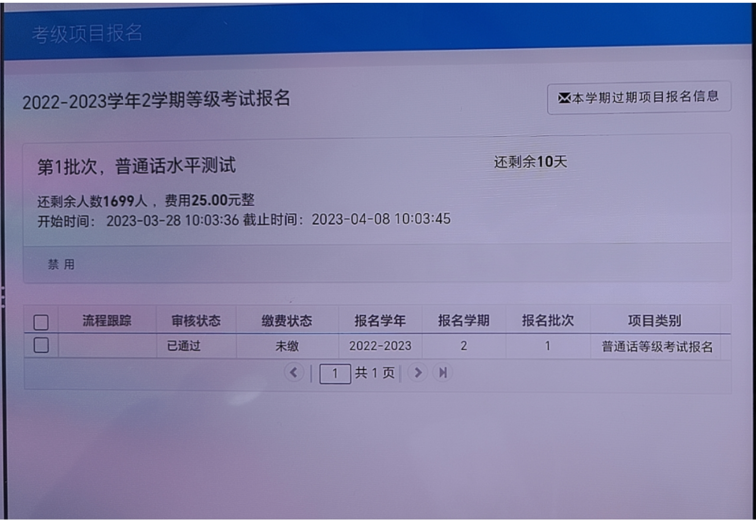 考级项目报名
2022-2023学年2学期等级考试报名
本学期过期项目报名信息
第1批次，普通话水平测试
还剩余10天
还剩余人数1699人 ，费用25.00元整
开始时间： 2023-03-28 10:03:36 截止时间：2023-04-08 10:03:45
禁用
流程跟踪 审核状态 缴费状态 报名学年 报名学期 报名批次 项目类别
已通过 未缴 2022-2023 2 1 普通话等级考试报名
1 共 1 页